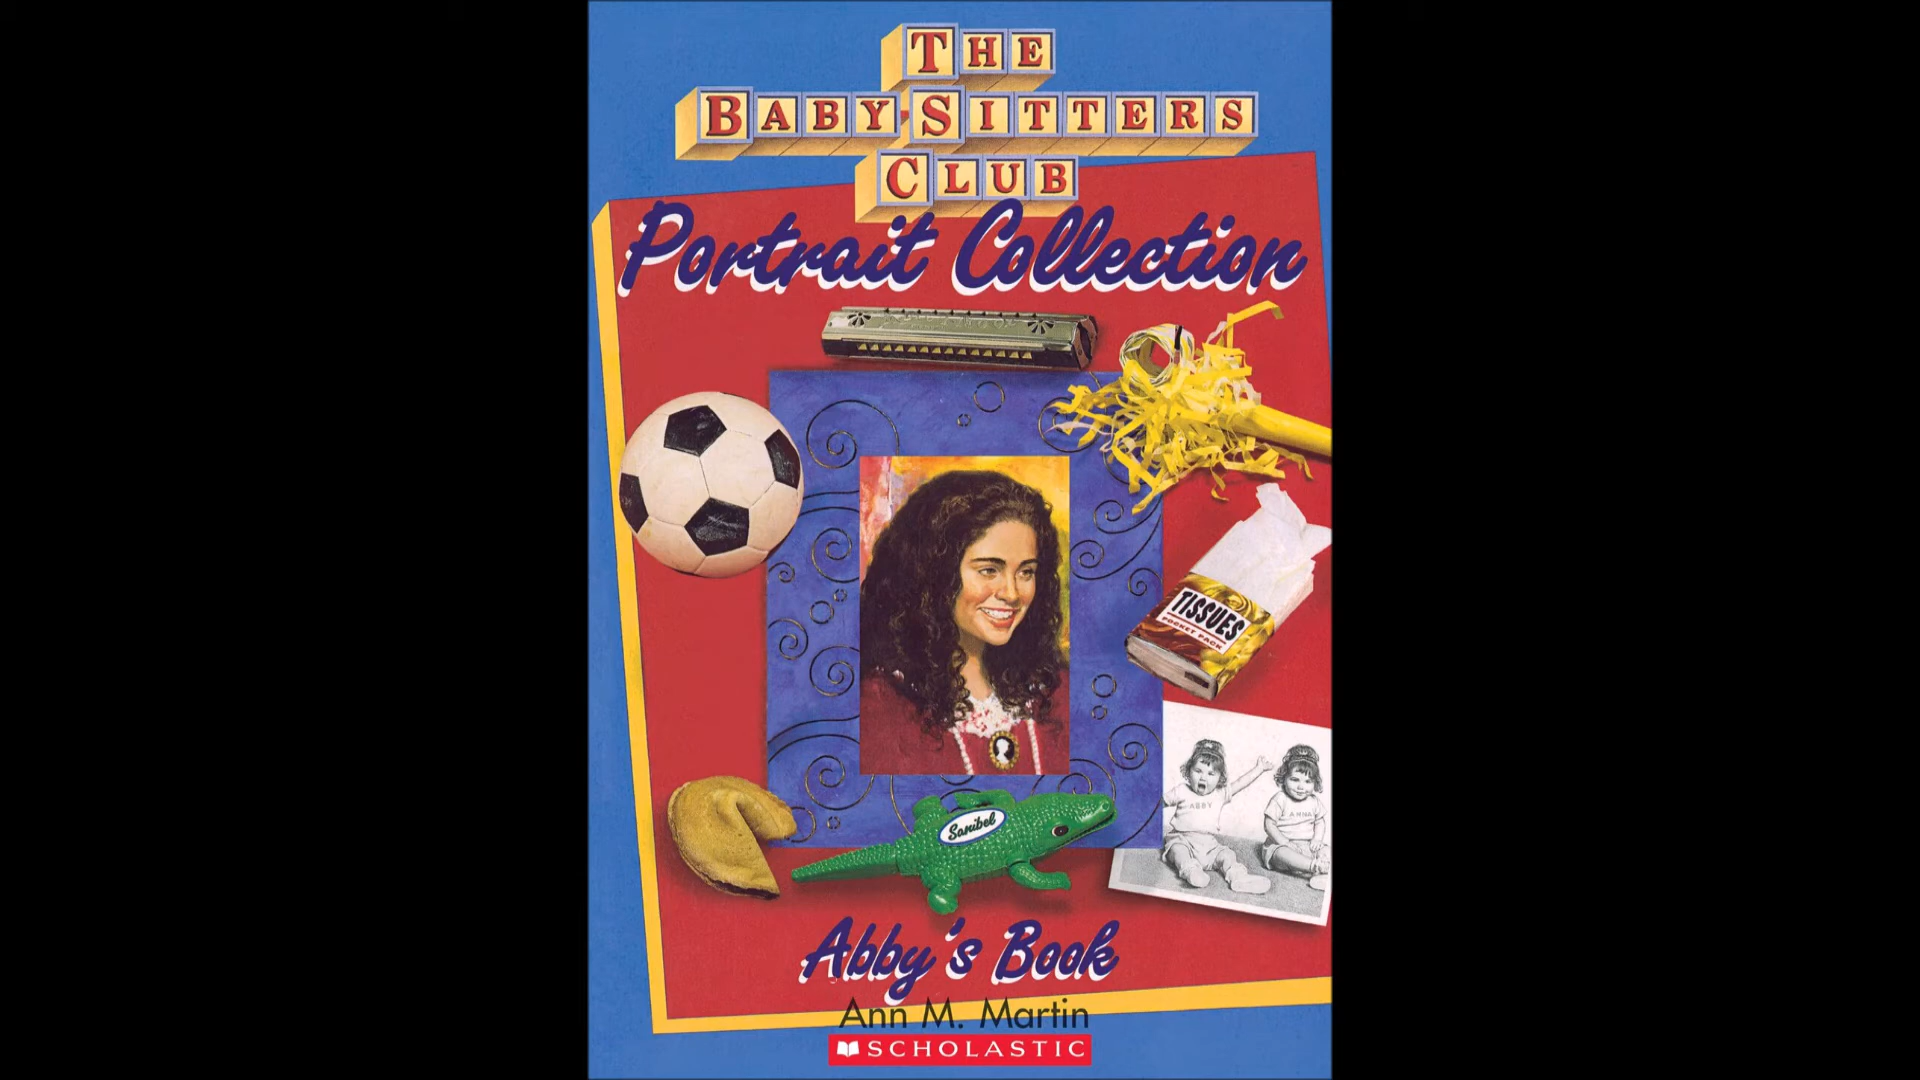 THE
BABY-SITTERS
CLUB
Portrait Collection
TISSUES
POCKET PACK
ABBY
ANNA
Sanibel
Abby's Book
Ann M. Martin
SCHOLASTIC